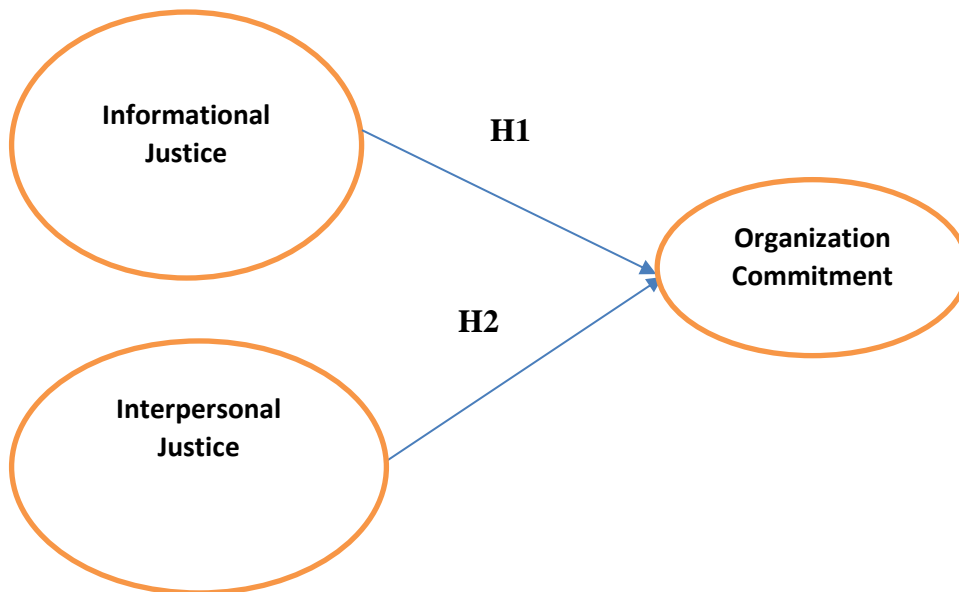 Informational
Justice
H1
Organization
Commitment
H2
Interpersonal
Justice